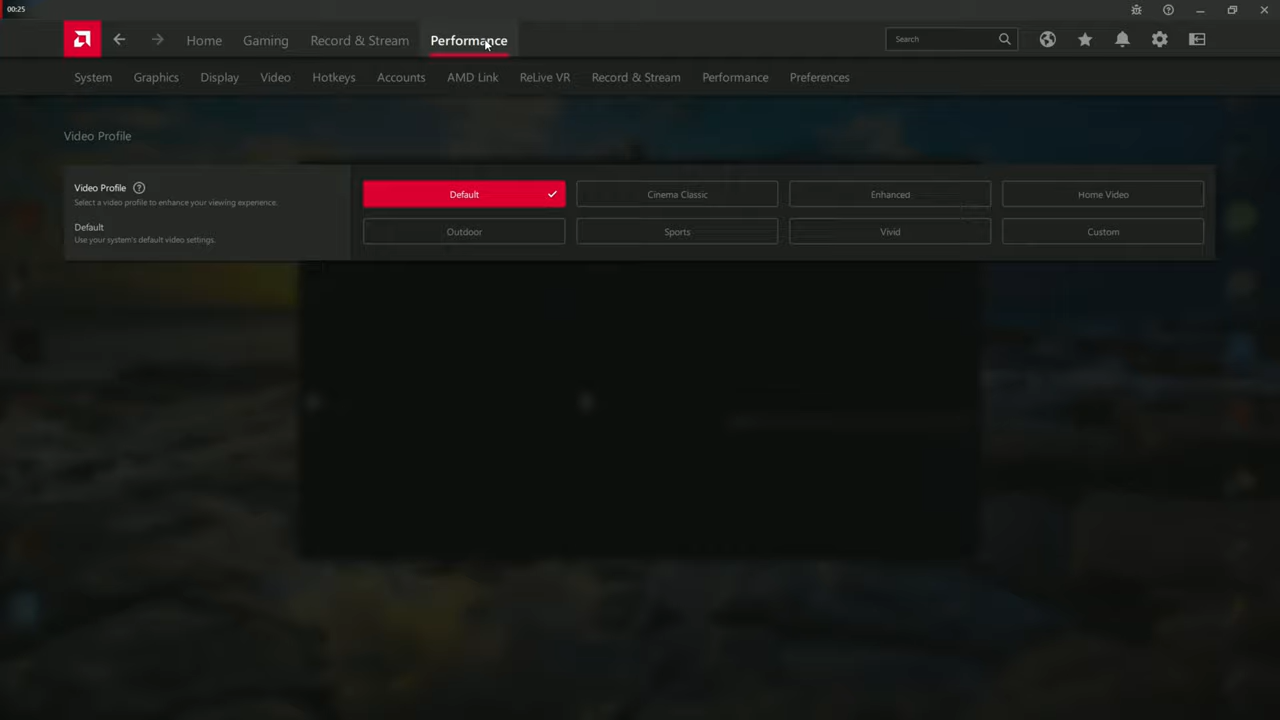 00:25
Home Gaming Record & Stream Performance Search
System Graphics Display Video Hotkeys Accounts AMD Link ReLive VR Record & Stream Performance Preferences
Video Profile
Video Profile
Select a video profile to enhance your viewing experience.
Default
Use your system's default video settings.
Default Cinema Classic Enhanced Home Video
Outdoor Sports Vivid Custom